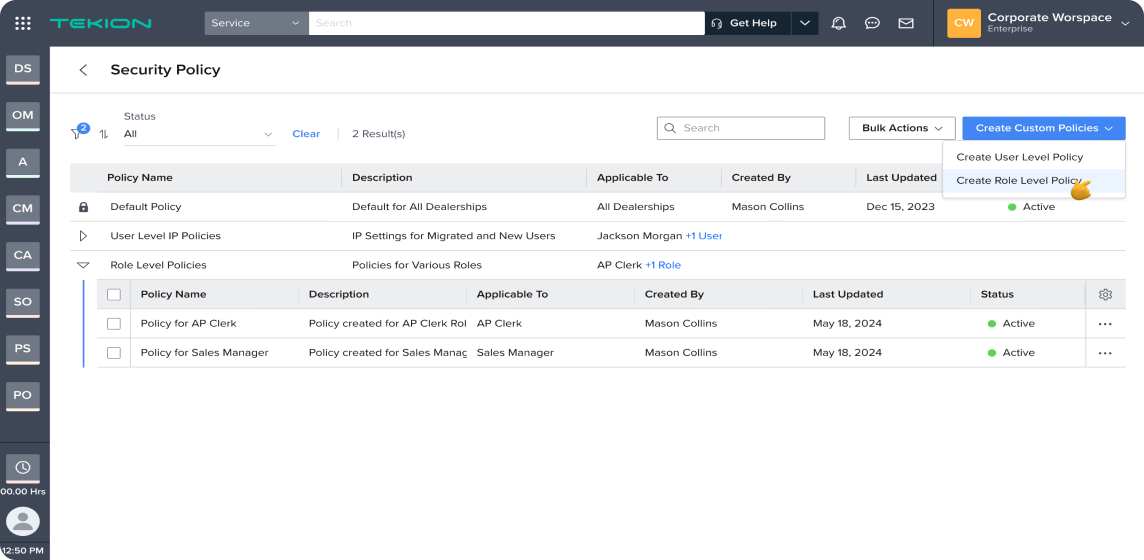 TEKION
Service
Search
Get Help
CW
Corporate Worspace
Enterprise
DS
OM
A
CM
CA
SO
PS
PO
00.00 Hrs
12:50 PM
Security Policy
2
Status
All
Clear
2 Result(s)
Search
Bulk Actions
Create Custom Policies
Create User Level Policy
Create Role Level Policy
Policy Name Description Applicable To Created By Last Updated
Default Policy Default for All Dealerships All Dealerships Mason Collins Dec 15, 2023 Active
User Level IP Policies IP Settings for Migrated and New Users Jackson Morgan +1 User
Role Level Policies Policies for Various Roles AP Clerk +1 Role
Policy Name Description Applicable To Created By Last Updated Status
Policy for AP Clerk Policy created for AP Clerk Rol AP Clerk Mason Collins May 18, 2024 Active
Policy for Sales Manager Policy created for Sales Manag Sales Manager Mason Collins May 18, 2024 Active